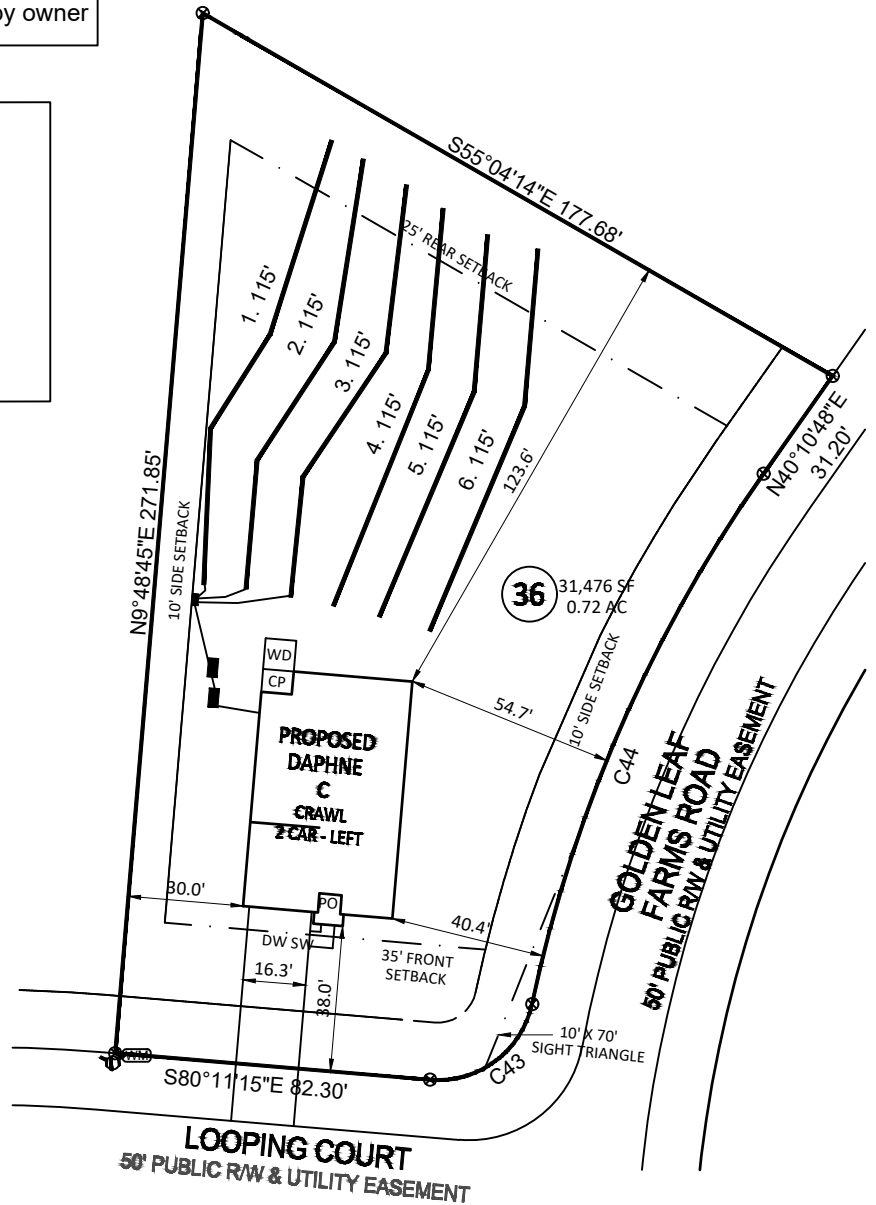 by owner
S55°04'14"E 177.68'
25' REAR SETBACK
1. 115'
2. 115'
3. 115'
4. 115'
5. 115'
6. 115'
123.6'
N40°10'48"E
31.20'
N9°48'45"E 271.85'
10' SIDE SETBACK
36
31,476 SF
0.72 AC
WD
CP
54.7'
10' SIDE SETBACK
PROPOSED
DAPHNE
C
CRAWL
2 CAR - LEFT
C44
GOLDEN LEAF
FARMS ROAD
50' PUBLIC R/W & UTILITY EASEMENT
30.0'
PO
40.4'
DW SW
35' FRONT
SETBACK
16.3'
38.0'
10' X 70'
SIGHT TRIANGLE
WM
C43
S80°11'15"E 82.30'
LOOPING COURT
50' PUBLIC R/W & UTILITY EASEMENT